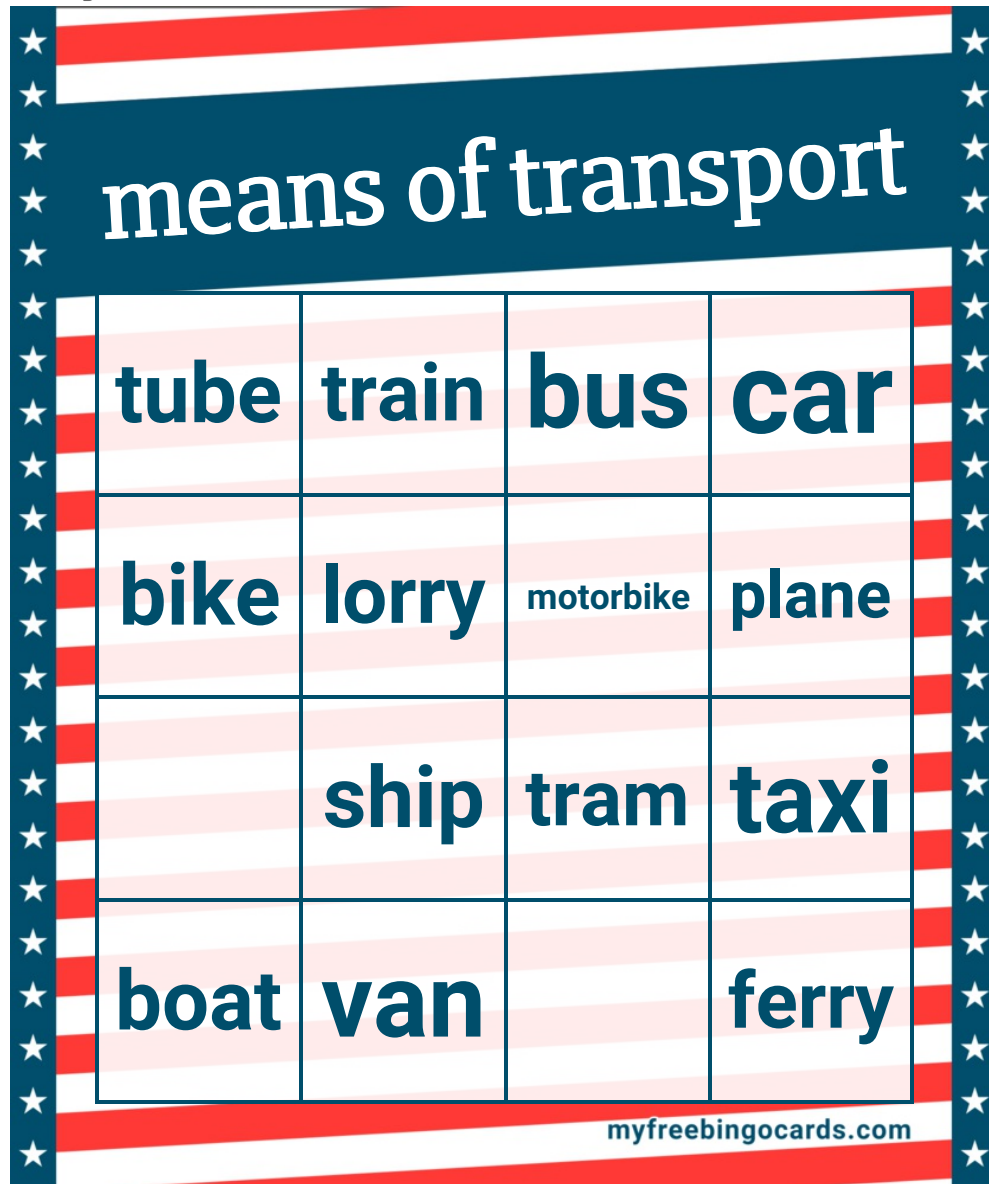 means of transport
tube train bus car
bike lorry motorbike plane
ship tram taxi
boat van ferry
myfreebingocards.com